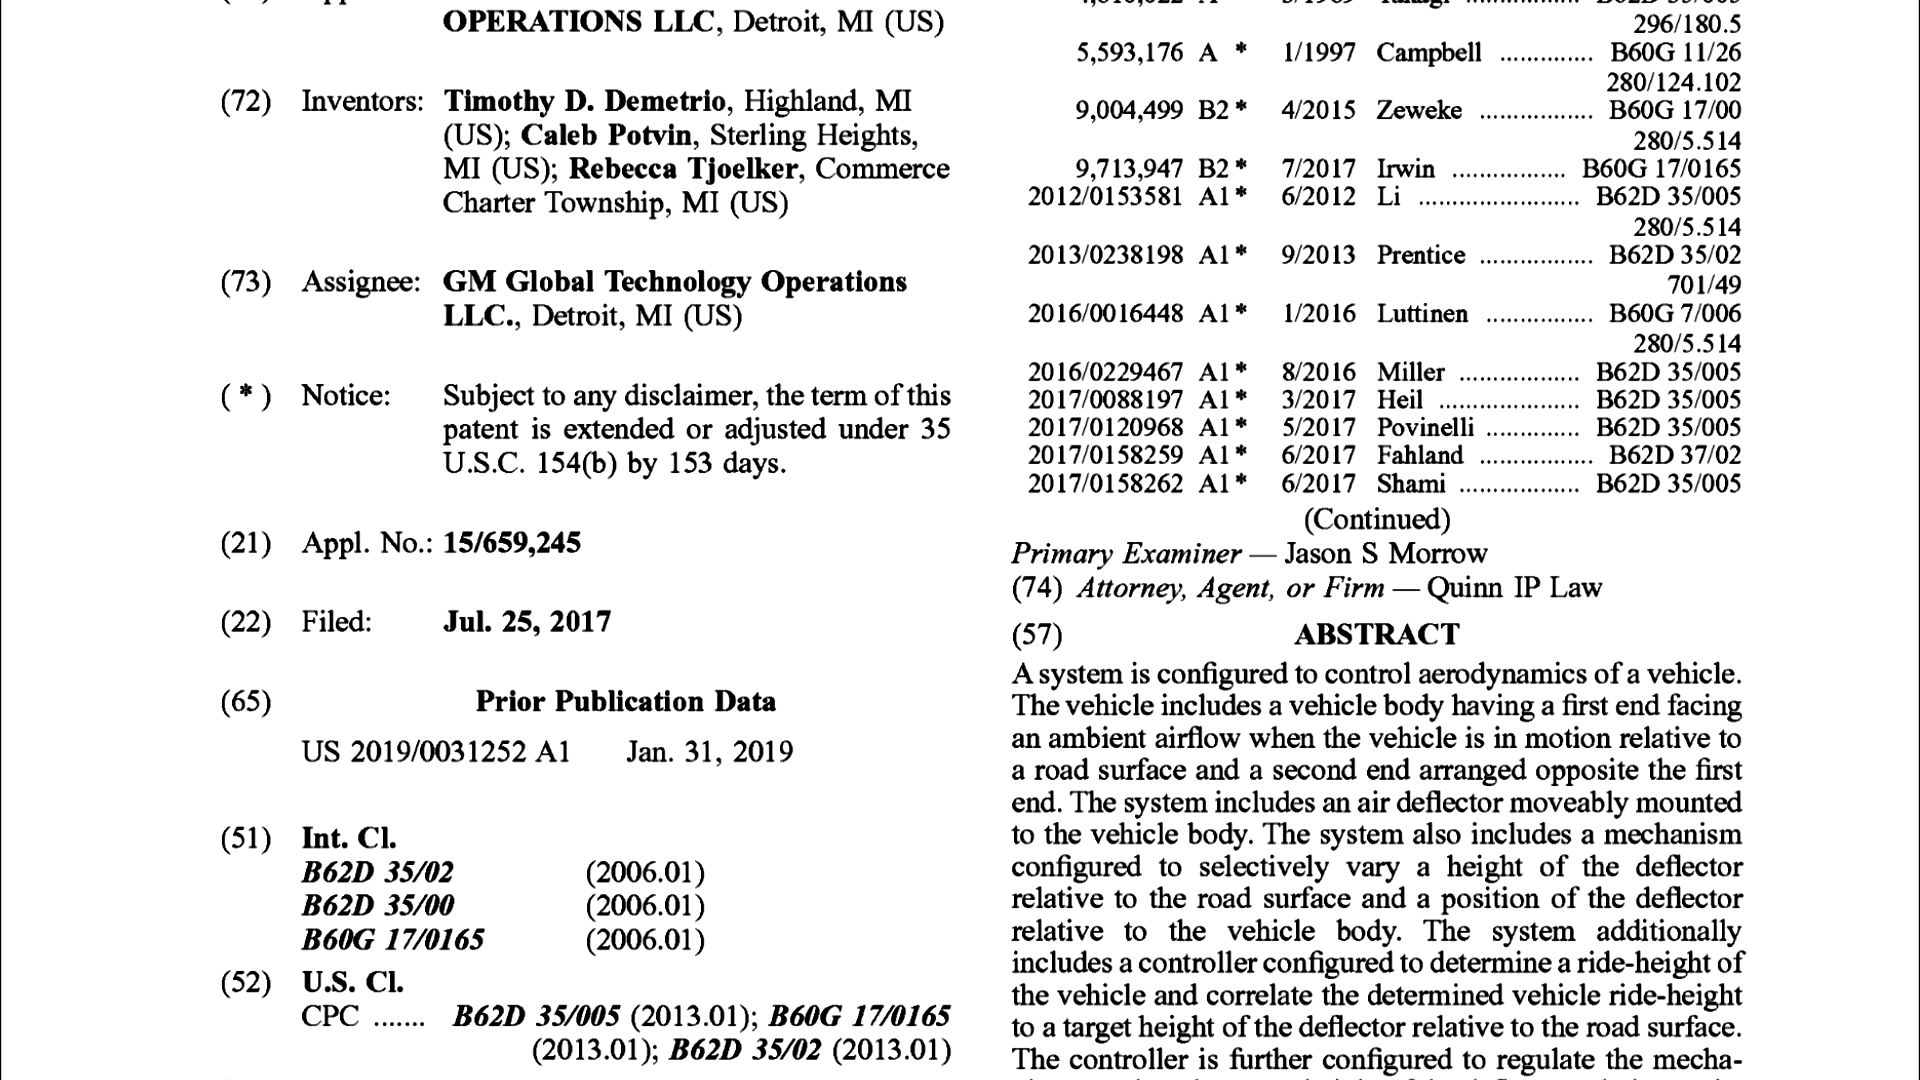 OPERATIONS LLC, Detroit, MI (US)
(72) Inventors: Timothy D. Demetrio, Highland, MI
(US); Caleb Potvin, Sterling Heights,
MI (US); Rebecca Tjoelker, Commerce
Charter Township, MI (US)
(73) Assignee: GM Global Technology Operations
LLC., Detroit, MI (US)
( * ) Notice: Subject to any disclaimer, the term of this
patent is extended or adjusted under 35
U.S.C. 154(b) by 153 days.
(21) Appl. No.: 15/659,245
(22) Filed: Jul. 25, 2017
(65) Prior Publication Data
US 2019/0031252 A1 Jan. 31, 2019
(51) Int. Cl.
B62D 35/02 (2006.01)
B62D 35/00 (2006.01)
B60G 17/0165 (2006.01)
(52) U.S. Cl.
CPC ....... B62D 35/005 (2013.01); B60G 17/0165
(2013.01); B62D 35/02 (2013.01)
296/180.5
5,593,176 A * 1/1997 Campbell .............. B60G 11/26
280/124.102
9,004,499 B2 * 4/2015 Zeweke ................. B60G 17/00
280/5.514
9,713,947 B2 * 7/2017 Irwin ................. B60G 17/0165
2012/0153581 A1 * 6/2012 Li ........................ B62D 35/005
280/5.514
2013/0238198 A1 * 9/2013 Prentice ................. B62D 35/02
701/49
2016/0016448 A1 * 1/2016 Luttinen ................ B60G 7/006
280/5.514
2016/0229467 A1 * 8/2016 Miller .................. B62D 35/005
2017/0088197 A1 * 3/2017 Heil ..................... B62D 35/005
2017/0120968 A1 * 5/2017 Povinelli .............. B62D 35/005
2017/0158259 A1 * 6/2017 Fahland ................. B62D 37/02
2017/0158262 A1 * 6/2017 Shami .................. B62D 35/005
(Continued)
Primary Examiner — Jason S Morrow
(74) Attorney, Agent, or Firm — Quinn IP Law
(57) ABSTRACT
A system is configured to control aerodynamics of a vehicle.
The vehicle includes a vehicle body having a first end facing
an ambient airflow when the vehicle is in motion relative to
a road surface and a second end arranged opposite the first
end. The system includes an air deflector moveably mounted
to the vehicle body. The system also includes a mechanism
configured to selectively vary a height of the deflector
relative to the road surface and a position of the deflector
relative to the vehicle body. The system additionally
includes a controller configured to determine a ride-height of
the vehicle and correlate the determined vehicle ride-height
to a target height of the deflector relative to the road surface.
The controller is further configured to regulate the mecha-